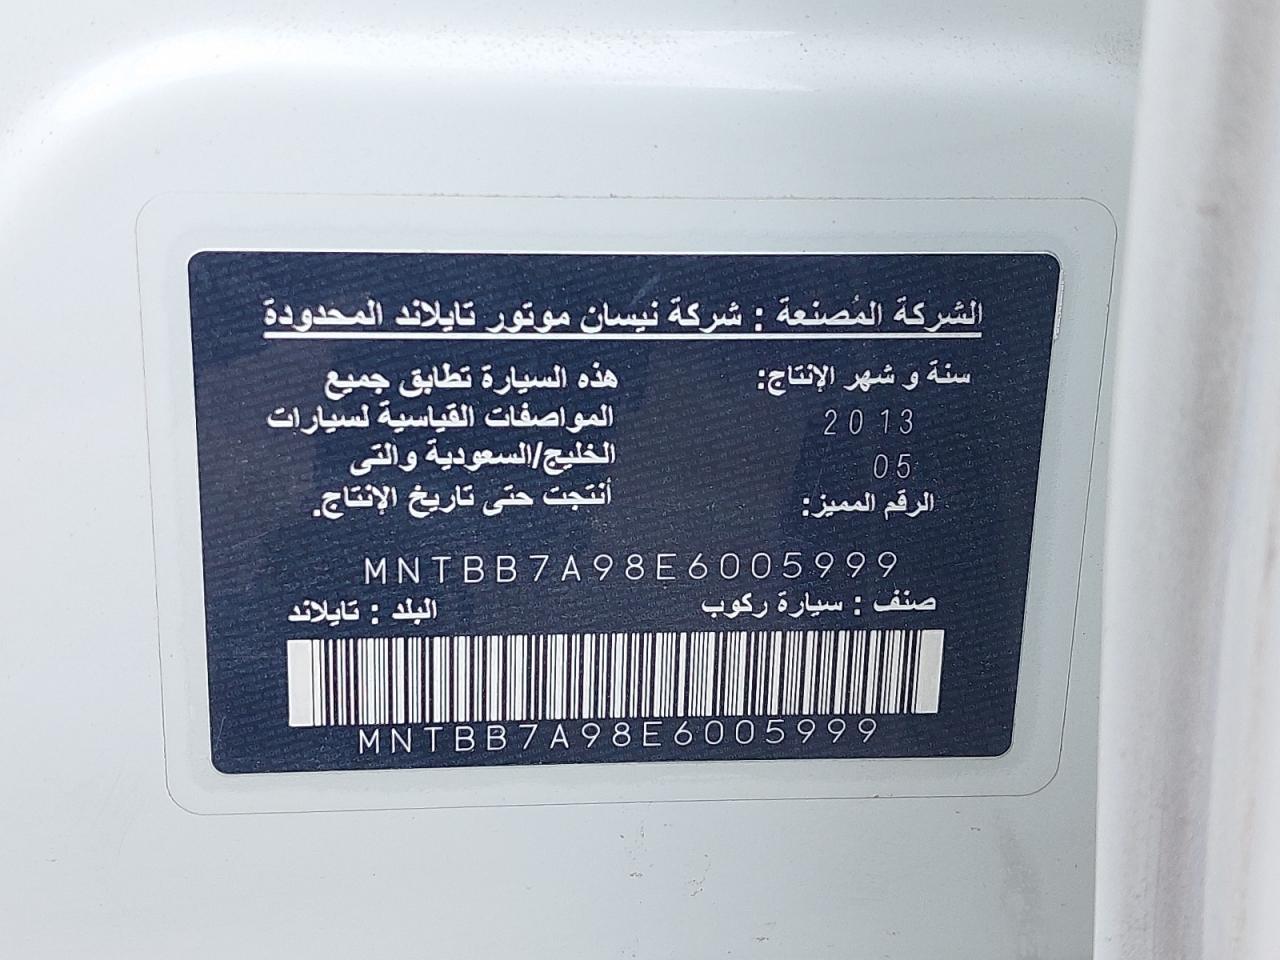 الشركة المُصنعة : شركة نيسان موتور تايلاند المحدودة
سنة و شهر الإنتاج:
2013
05
الرقم المميز:
هذه السيارة تطابق جميع
المواصفات القياسية لسيارات
الخليج/السعودية والتى
أنتجت حتى تاريخ الإنتاج.
MNTBB7A98E6005999
صنف : سيارة ركوب
البلد : تايلاند
MNTBB7A98E6005999